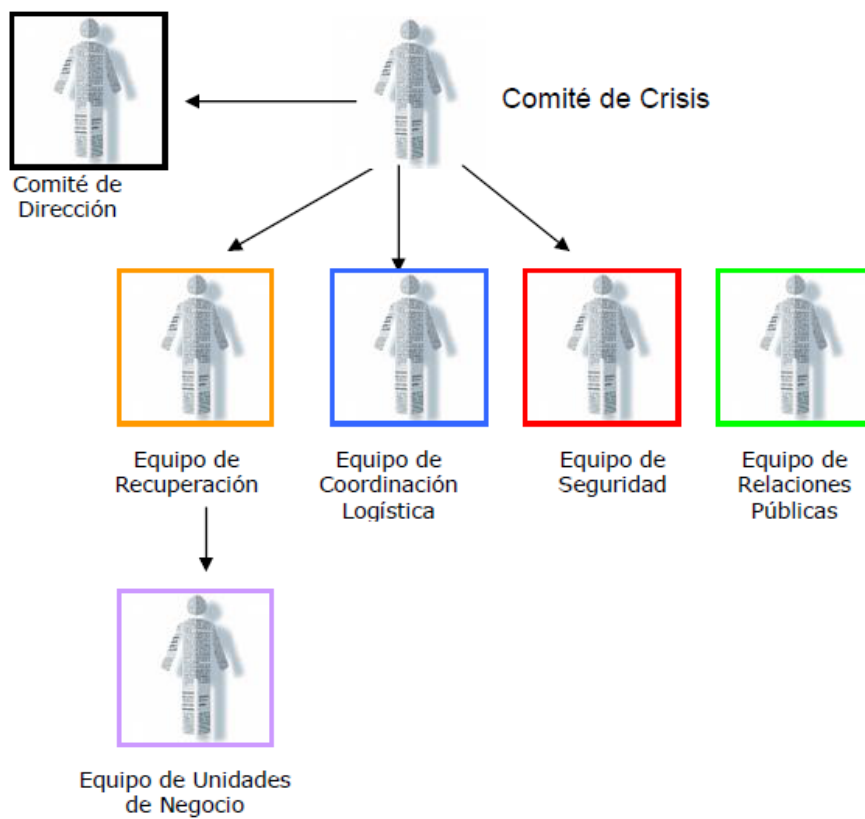 Comité de Crisis
Comité de
Dirección
Equipo de
Recuperación
Equipo de
Coordinación
Logística
Equipo de
Seguridad
Equipo de
Relaciones
Públicas
Equipo de Unidades
de Negocio